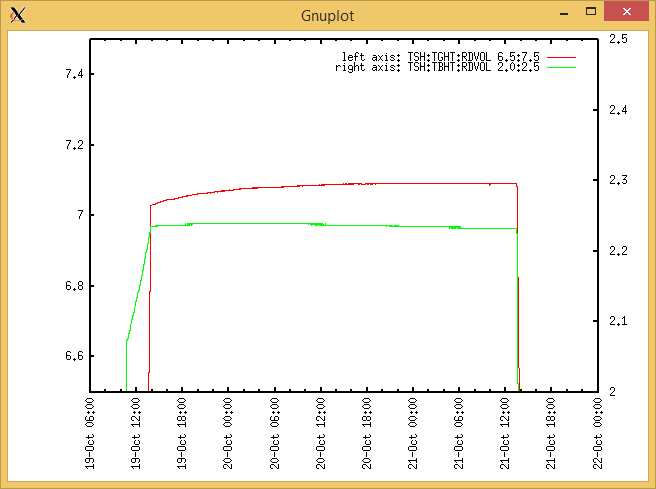 Gnuplot
left axis: TSH:TGHT:RDVOL 6.5:7.5
right axis: TSH:TBHT:RDVOL 2.0:2.5
7.4
7.2
7
6.8
6.6
2.5
2.4
2.3
2.2
2.1
2
19-Oct 06:00
19-Oct 12:00
19-Oct 18:00
20-Oct 00:00
20-Oct 06:00
20-Oct 12:00
20-Oct 18:00
21-Oct 00:00
21-Oct 06:00
21-Oct 12:00
21-Oct 18:00
22-Oct 00:00